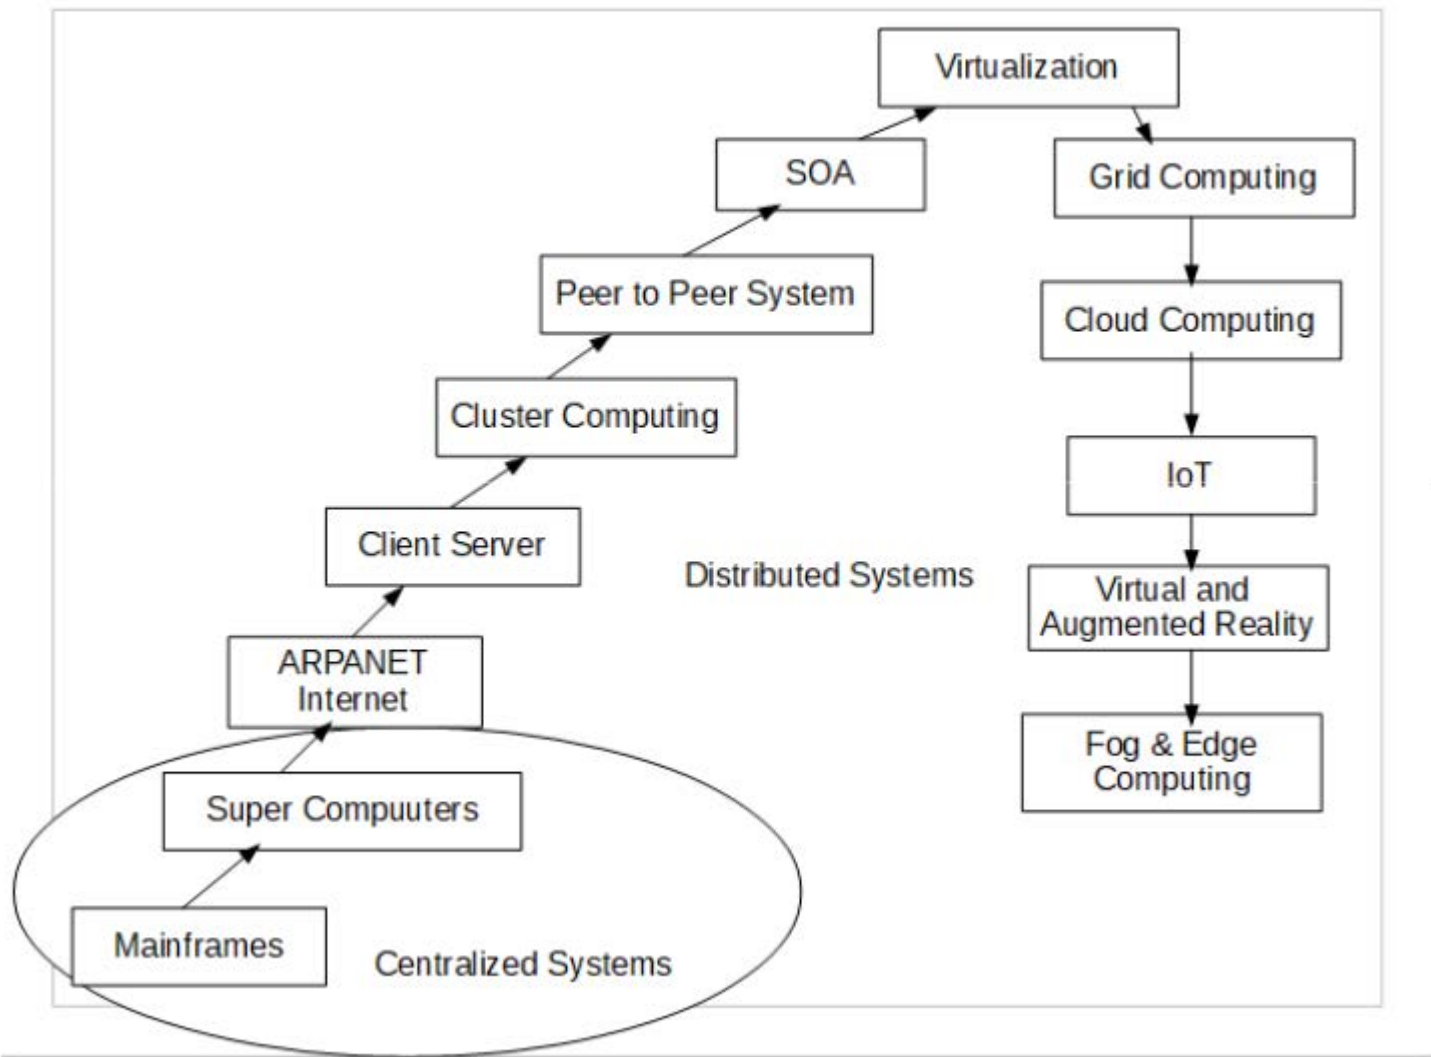 Virtualization
SOA
Grid Computing
Peer to Peer System
Cloud Computing
Cluster Computing
IoT
Client Server
Distributed Systems
Virtual and
Augmented Reality
ARPANET
Internet
Fog & Edge
Computing
Super Compuuters
Mainframes
Centralized Systems